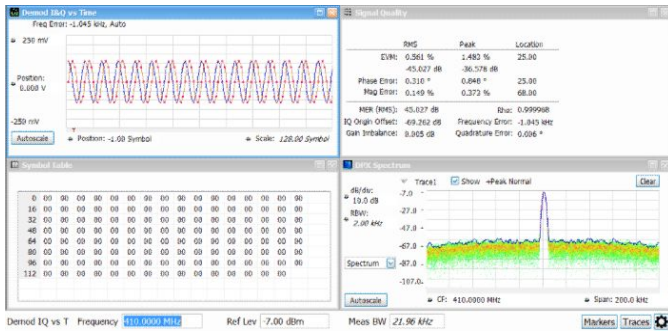 Demod I&Q vs Time
Freq Error: -1.045 kHz, Auto
250 mV
Position:
0.000 V
-250 mV
Autoscale
Position: -1.00 Symbol
Scale: 128.00 Symbol
Signal Quality
RMS Peak Location
EVM: 0.561 % 1.483 % 25.00
-45.027 dB -36.578 dB
Phase Error: 0.310 ° 0.848 ° 25.00
Mag Error: 0.149 % 0.373 % 68.00
MER (RMS): 45.027 dB Rho: 0.999968
IQ Origin Offset: -69.262 dB Frequency Error: -1.045 kHz
Gain Imbalance: 0.005 dB Quadrature Error: 0.006 °
Symbol Table
0 00 00 00 00 00 00 00 00 00 00 00 00 00 00 00 00
16 00 00 00 00 00 00 00 00 00 00 00 00 00 00 00 00
32 00 00 00 00 00 00 00 00 00 00 00 00 00 00 00 00
48 00 00 00 00 00 00 00 00 00 00 00 00 00 00 00 00
64 00 00 00 00 00 00 00 00 00 00 00 00 00 00 00 00
80 00 00 00 00 00 00 00 00 00 00 00 00 00 00 00 00
96 00 00 00 00 00 00 00 00 00 00 00 00 00 00 00 00
112 00 00 00 00 00 00 00 00 00 00 00 00 00 00 00
DPX Spectrum
Trace1 Show +Peak Normal Clear
dB/div:
10.0 dB
RBW:
2.00 kHz
-7.0
-27.0
-47.0
-67.0
-87.0
-107.0
Spectrum
Autoscale
CF: 410.0000 MHz
Span: 200.0 kHz
Demod IQ vs T Frequency 410.0000 MHz Ref Lev -7.00 dBm Meas BW 21.96 kHz Markers Traces